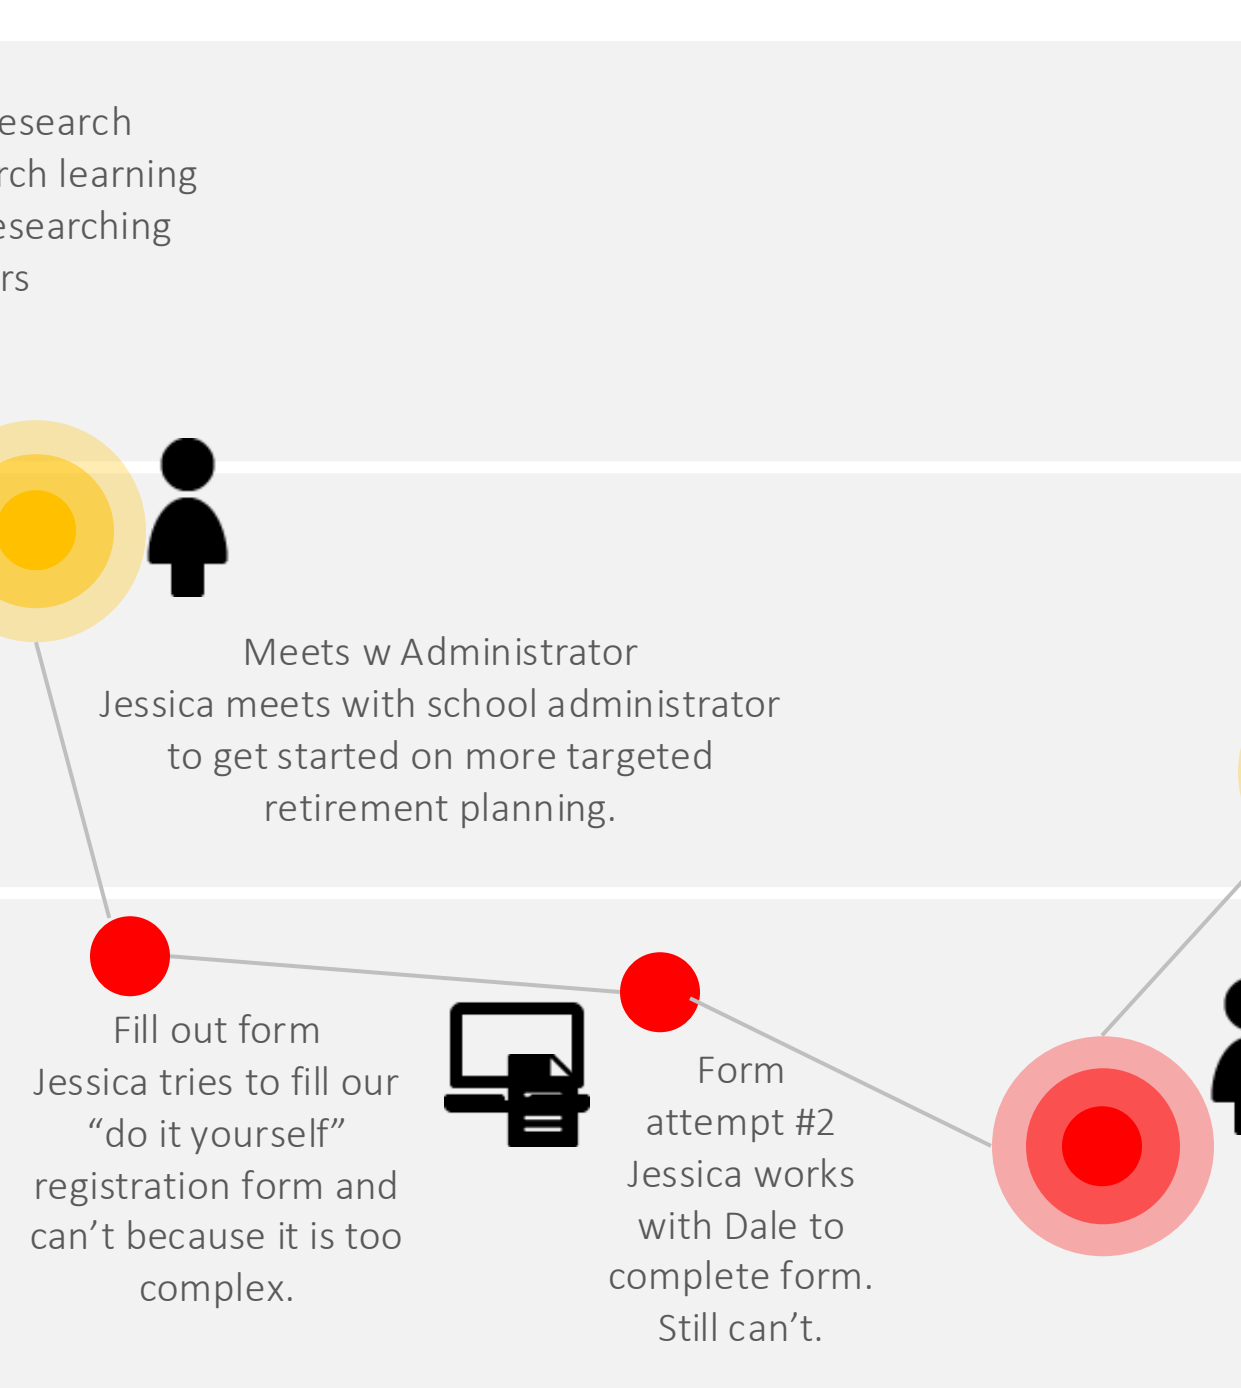 esearch
rch learning
esearching
rs
Meets w Administrator
Jessica meets with school administrator
to get started on more targeted
retirement planning.
Fill out form
Jessica tries to fill our
“do it yourself”
registration form and
can’t because it is too
complex.
Form
attempt #2
Jessica works
with Dale to
complete form.
Still can’t.